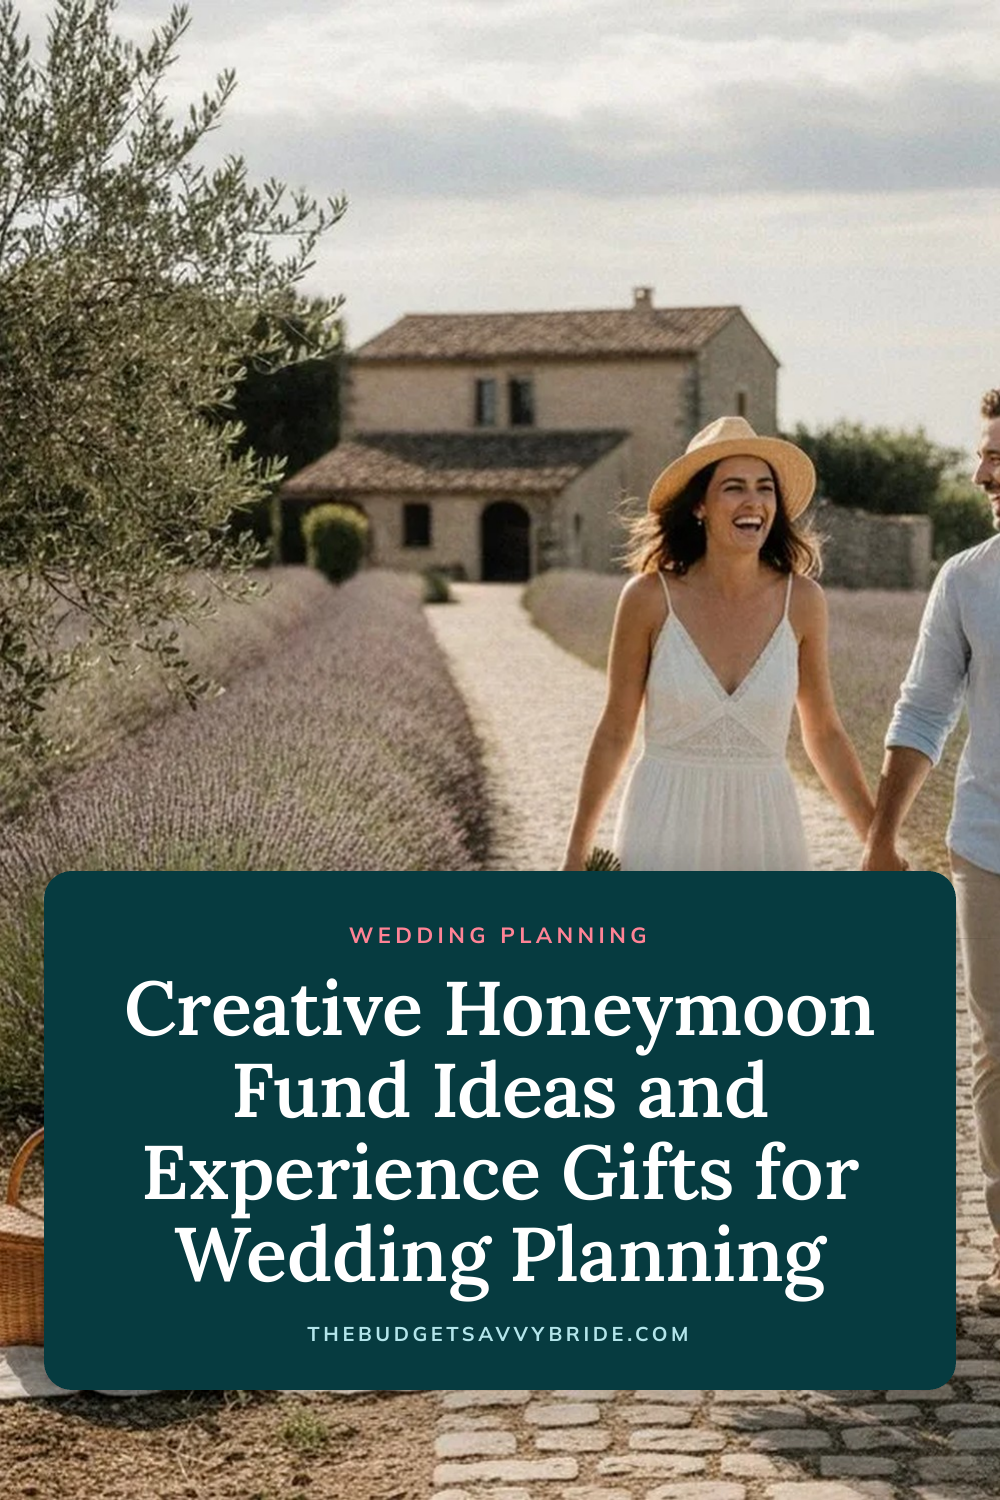 WEDDING PLANNING
Creative Honeymoon
Fund Ideas and
Experience Gifts for
Wedding Planning
THEBUDGETSAVVYBRIDE.COM